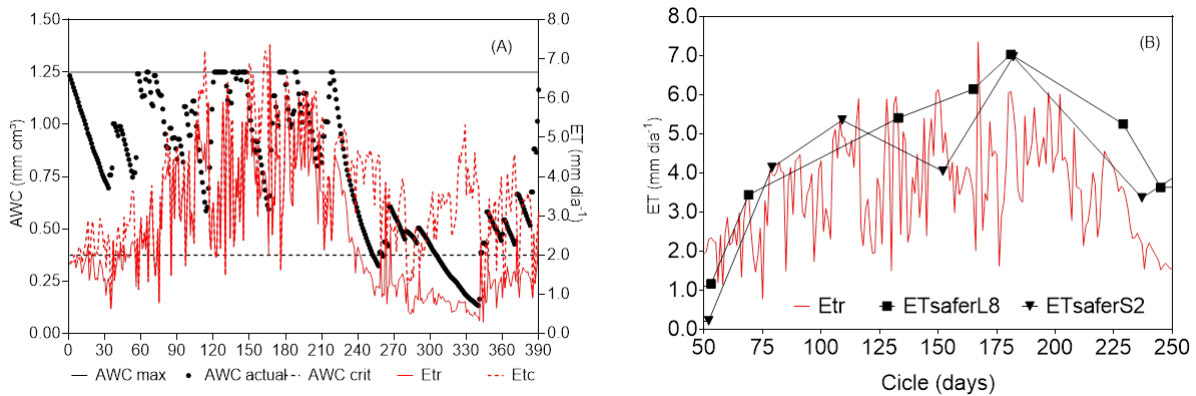 (A)
1.50
1.25
1.00
0.75
0.50
0.25
0.00
AWC (mm cm³)
8.0
7.0
6.0
5.0
4.0
3.0
2.0
1.0
0.0
ET (mm dia⁻¹)
0 30 60 90 120 150 180 210 240 270 300 330 360 390
AWC max AWC actual AWC crit Etr Etc
(B)
8.0
7.0
6.0
5.0
4.0
3.0
2.0
1.0
0.0
ET (mm dia⁻¹)
Etr ETsaferL8 ETsaferS2
50 75 100 125 150 175 200 225 250
Cicle (days)